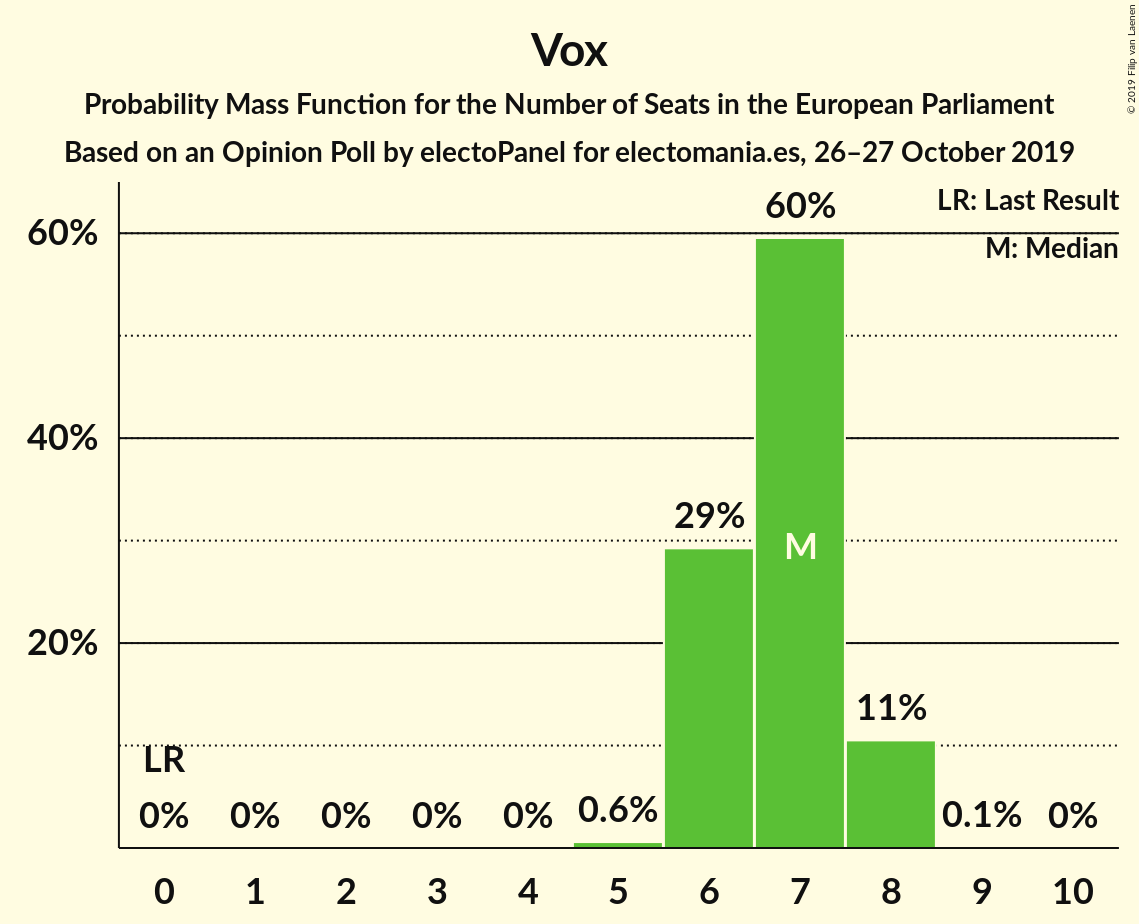 Vox
Probability Mass Function for the Number of Seats in the European Parliament
Based on an Opinion Poll by electoPanel for electomania.es, 26–27 October 2019
© 2019 Filip van Laenen
LR: Last Result
M: Median
60%
40%
20%
LR
0%
0%
0%
0%
0%
0.6%
29%
60%
M
11%
0.1%
0%
0 1 2 3 4 5 6 7 8 9 10